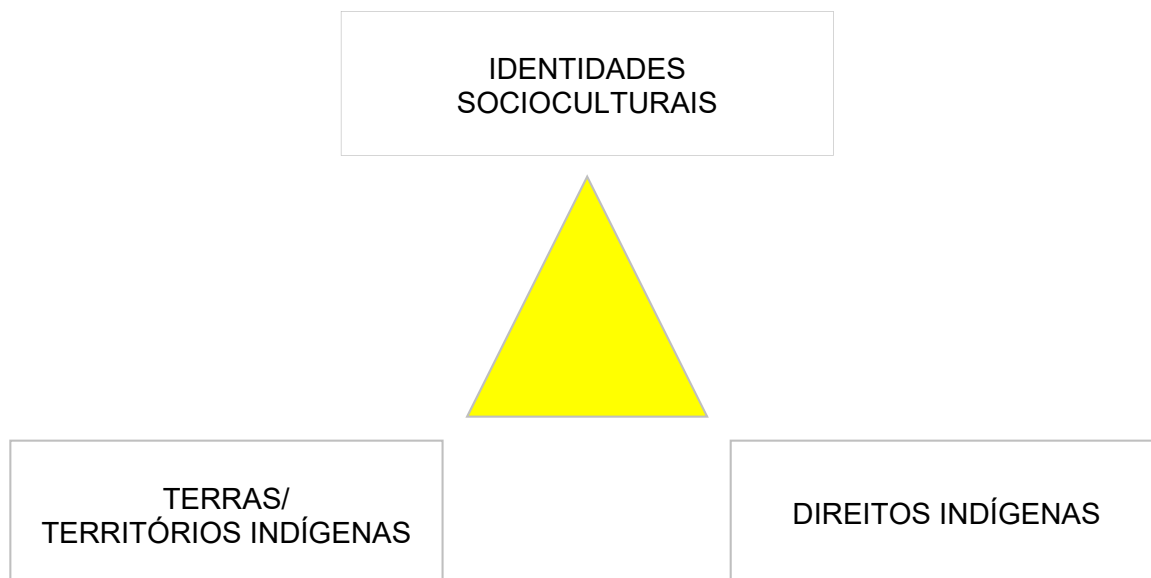 IDENTIDADES
SOCIOCULTURAIS
TERRAS/
TERRITÓRIOS INDÍGENAS
DIREITOS INDÍGENAS